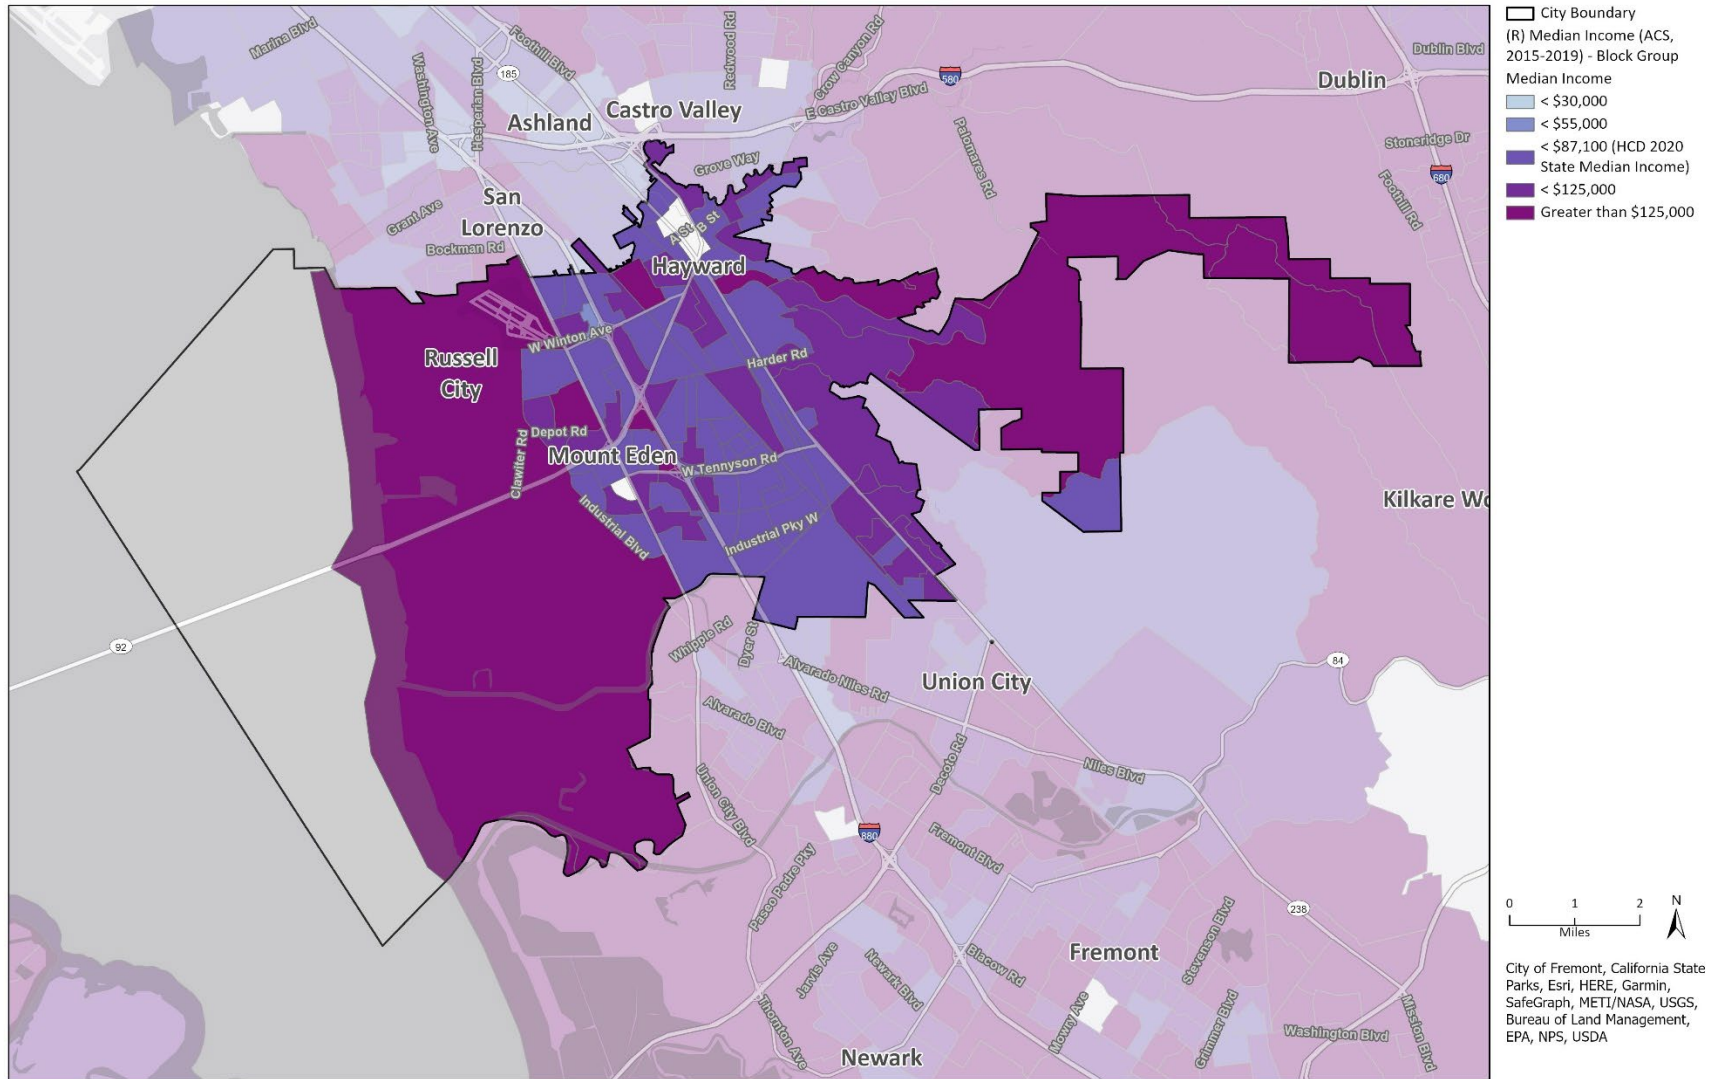 Marina Blvd
Foothill Blvd
Redwood Rd
Crow Canyon Rd
Dublin Blvd
Washington Ave
Hesperian Blvd
185
580
Dublin
Castro Valley
E Castro Valley Blvd
Ashland
Palomares Rd
Stoneridge Dr
Grove Way
680
Foothill Rd
San
Lorenzo
Grant Ave
Bockman Rd
A St
B St
Hayward
W Winton Ave
Russell
City
Harder Rd
Depot Rd
Mount Eden
Clawiter Rd
W Tennyson Rd
Kilkare Wo
Industrial Blvd
Industrial Pky W
92
Whipple Rd
Dyer St
84
Alvarado Niles Rd
Union City
Alvarado Blvd
Decoto Rd
Niles Blvd
Union City Blvd
880
Fremont Blvd
Paseo Padre Pky
238
Stevenson Blvd
Fremont
Jarvis Ave
Newark Blvd
Blacow Rd
Mowry Ave
Grimmer Blvd
Washington Blvd
Mission Blvd
Thornton Ave
Newark
City Boundary
(R) Median Income (ACS,
2015-2019) - Block Group
Median Income
< $30,000
< $55,000
< $87,100 (HCD 2020
State Median Income)
< $125,000
Greater than $125,000
0 1 2
Miles
N
City of Fremont, California State
Parks, Esri, HERE, Garmin,
SafeGraph, METI/NASA, USGS,
Bureau of Land Management,
EPA, NPS, USDA